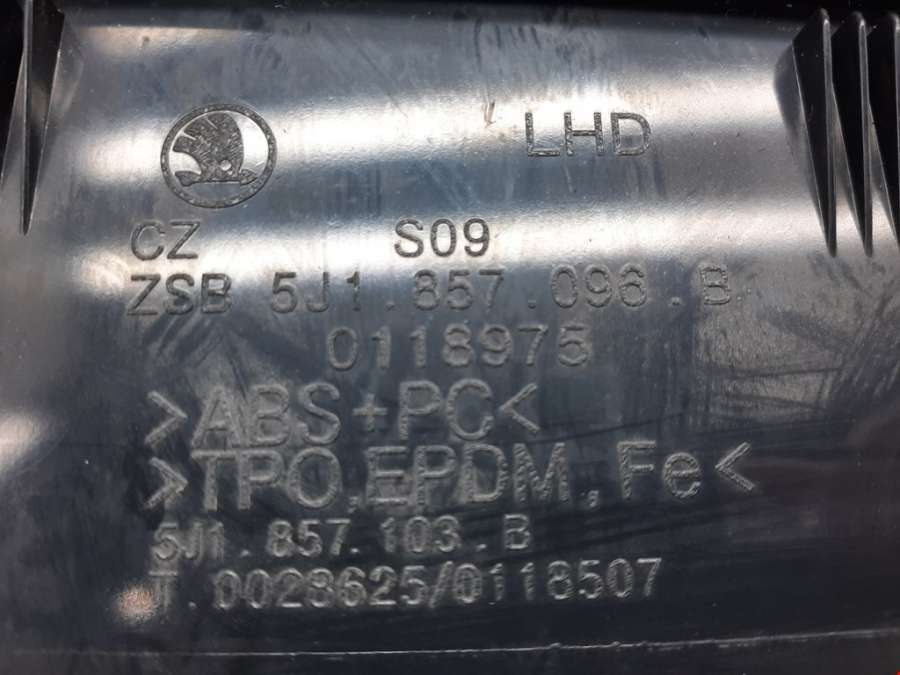 LHD
CZ S09
ZSB 5J1.857.096.B
0118975
>ABS+PC<
>TPO,EPDM,Fe<
5J1.857.103.B
T.0028625/0118507